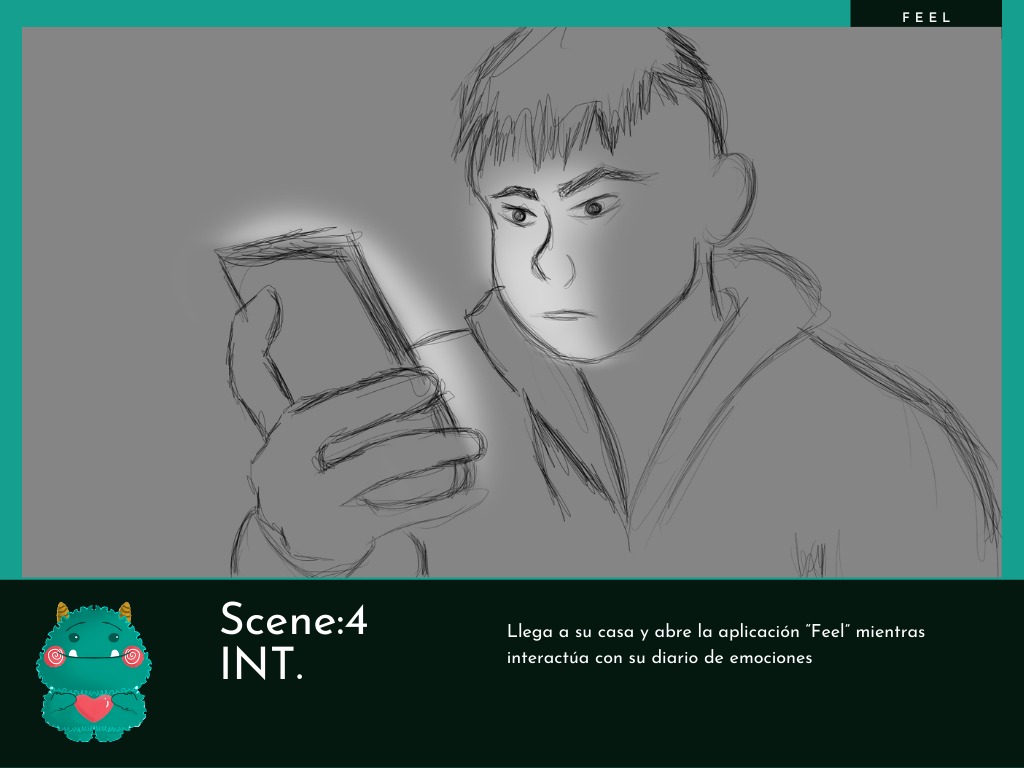 FEEL
Scene:4
INT.
Llega a su casa y abre la aplicación “Feel” mientras
interactúa con su diario de emociones